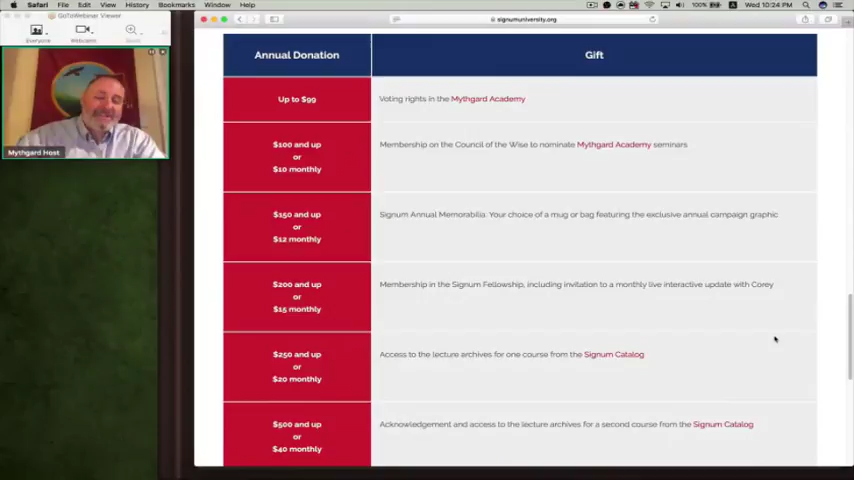 Safari File Edit View History Bookmarks Window Help
100% Wed 10:24 PM
GoToWebinar Viewer
signumuniversity.org
Everyone Webcams
Mythgard Host
Annual Donation Gift
Up to $99 Voting rights in the Mythgard Academy
$100 and up
or
$10 monthly
Membership on the Council of the Wise to nominate Mythgard Academy seminars
$150 and up
or
$12 monthly
Signum Annual Memorabilia. Your choice of a mug or bag featuring the exclusive annual campaign graphic
$200 and up
or
$15 monthly
Membership in the Signum Fellowship, including invitation to a monthly live interactive update with Corey
$250 and up
or
$20 monthly
Access to the lecture archives for one course from the Signum Catalog
$500 and up
or
$40 monthly
Acknowledgement and access to the lecture archives for a second course from the Signum Catalog